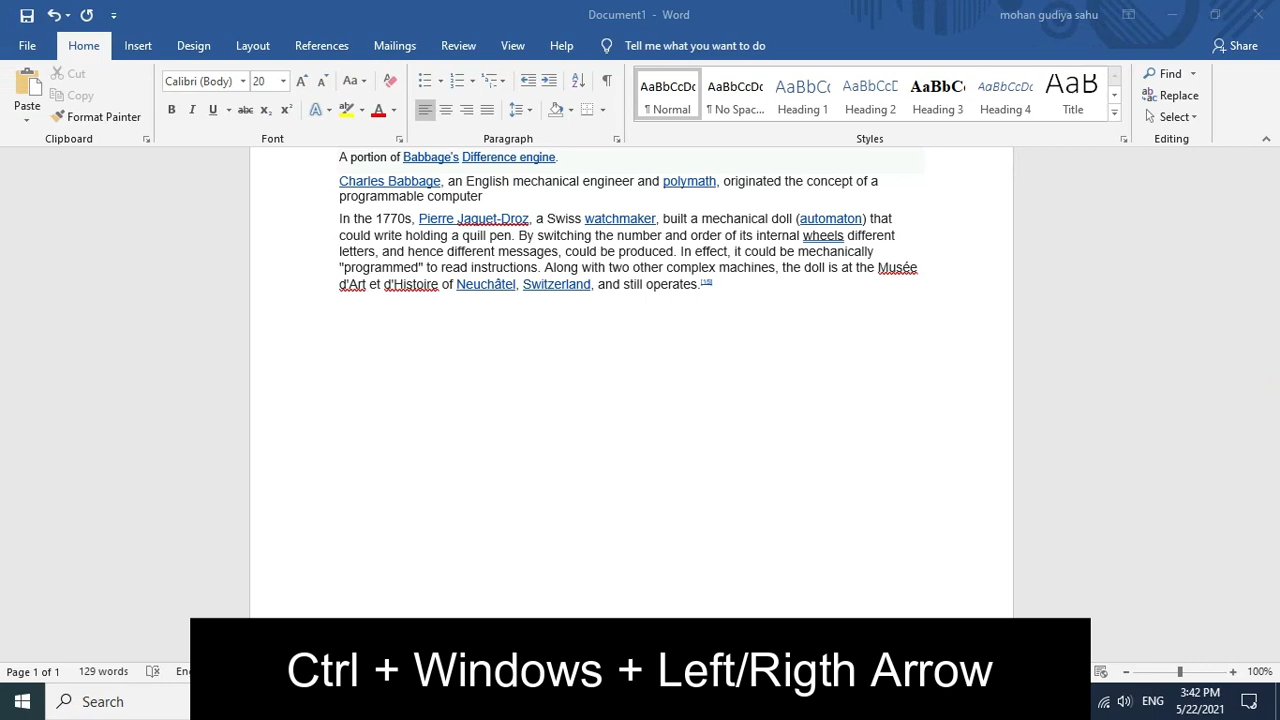 Document1 - Word
mohan gudiya sahu
File Home Insert Design Layout References Mailings Review View Help Tell me what you want to do Share
Paste
Cut
Copy
Format Painter
Clipboard
Calibri (Body) 20
Font
Paragraph
AaBbCcDc AaBbCcDc AaBbCc AaBbCcDc AaBbCc AaBbCcDc AaB
¶ Normal ¶ No Spac... Heading 1 Heading 2 Heading 3 Heading 4 Title
Styles
Find
Replace
Select
Editing
A portion of Babbage's Difference engine.
Charles Babbage, an English mechanical engineer and polymath, originated the concept of a
programmable computer
In the 1770s, Pierre Jaquet-Droz, a Swiss watchmaker, built a mechanical doll (automaton) that
could write holding a quill pen. By switching the number and order of its internal wheels different
letters, and hence different messages, could be produced. In effect, it could be mechanically
"programmed" to read instructions. Along with two other complex machines, the doll is at the Musée
d'Art et d'Histoire of Neuchâtel, Switzerland, and still operates.
Ctrl + Windows + Left/Rigth Arrow
Page 1 of 1 129 words 100%
Search ENG 3:42 PM
5/22/2021